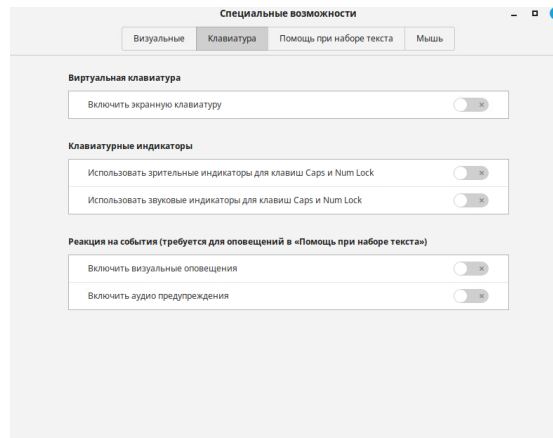 Специальные возможности
Визуальные Клавиатура Помощь при наборе текста Мышь
Виртуальная клавиатура
Включить экранную клавиатуру
Клавиатурные индикаторы
Использовать зрительные индикаторы для клавиш Caps и Num Lock
Использовать звуковые индикаторы для клавиш Caps и Num Lock
Реакция на события (требуется для оповещений в «Помощь при наборе текста»)
Включить визуальные оповещения
Включить аудио предупреждения